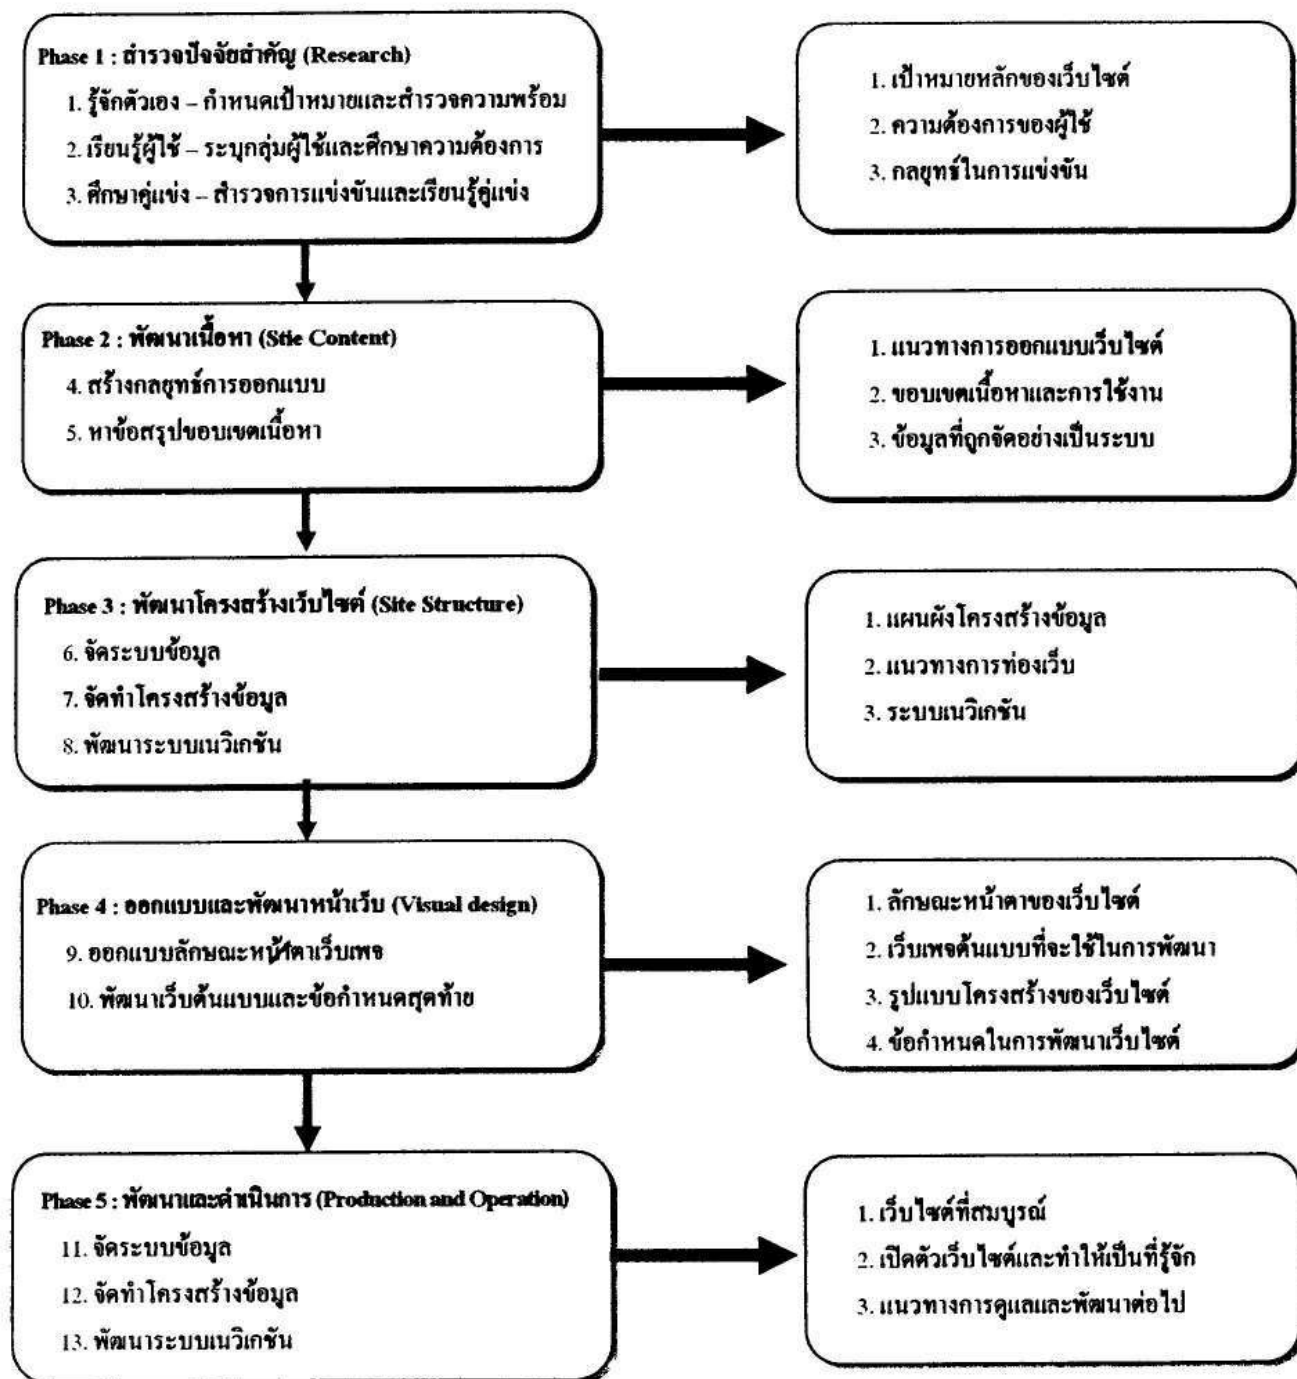 Phase 1 : สำรวจปัจจัยสำคัญ (Research)
1. รู้จักตัวเอง – กำหนดเป้าหมายและสำรวจความพร้อม
2. เรียนรู้ผู้ใช้ – ระบุกลุ่มผู้ใช้และศึกษาความต้องการ
3. ศึกษาคู่แข่ง – สำรวจการแข่งขันและเรียนรู้คู่แข่ง
1. เป้าหมายหลักของเว็บไซต์
2. ความต้องการของผู้ใช้
3. กลยุทธ์ในการแข่งขัน
Phase 2 : พัฒนาเนื้อหา (Stie Content)
4. สร้างกลยุทธ์การออกแบบ
5. หาข้อสรุปขอบเขตเนื้อหา
1. แนวทางการออกแบบเว็บไซต์
2. ขอบเขตเนื้อหาและการใช้งาน
3. ข้อมูลที่ถูกจัดอย่างเป็นระบบ
Phase 3 : พัฒนาโครงสร้างเว็บไซต์ (Site Structure)
6. จัดระบบข้อมูล
7. จัดทำโครงสร้างข้อมูล
8. พัฒนาระบบเนวิเกชัน
1. แผนผังโครงสร้างข้อมูล
2. แนวทางการท่องเว็บ
3. ระบบเนวิเกชัน
Phase 4 : ออกแบบและพัฒนาหน้าเว็บ (Visual design)
9. ออกแบบลักษณะหน้าตาเว็บเพจ
10. พัฒนาเว็บต้นแบบและข้อกำหนดสุดท้าย
1. ลักษณะหน้าตาของเว็บไซต์
2. เว็บเพจต้นแบบที่จะใช้ในการพัฒนา
3. รูปแบบโครงสร้างของเว็บไซต์
4. ข้อกำหนดในการพัฒนาเว็บไซต์
Phase 5 : พัฒนาและดำเนินการ (Production and Operation)
11. จัดระบบข้อมูล
12. จัดทำโครงสร้างข้อมูล
13. พัฒนาระบบเนวิเกชัน
1. เว็บไซต์ที่สมบูรณ์
2. เปิดตัวเว็บไซต์และทำให้เป็นที่รู้จัก
3. แนวทางการดูแลและพัฒนาต่อไป